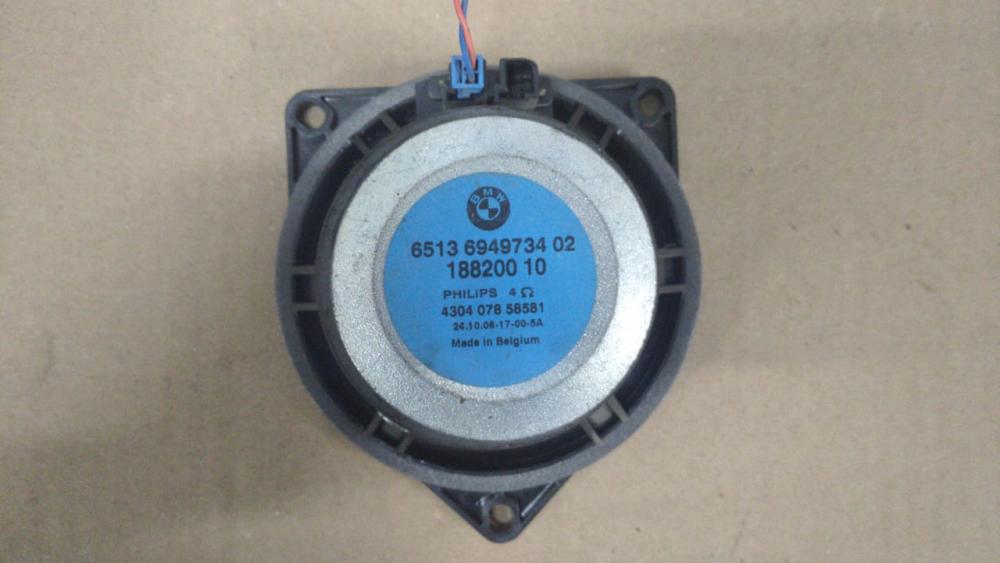 BMW
6513 6949734 02
188200 10
PHILIPS 4 Ω
4304 078 58581
24.10.06-17-00-5A
Made in Belgium